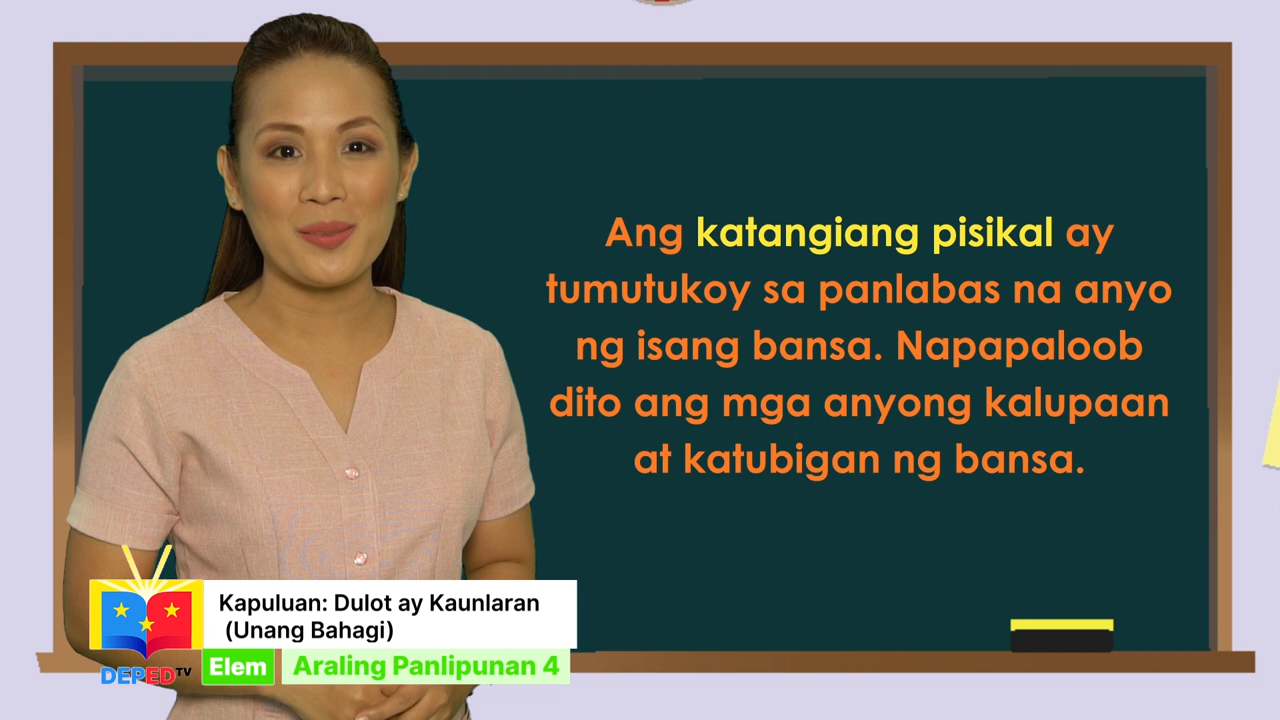 Ang katangiang pisikal ay
tumutukoy sa panlabas na anyo
ng isang bansa. Napapaloob
dito ang mga anyong kalupaan
at katubigan ng bansa.
Kapuluan: Dulot ay Kaunlaran
(Unang Bahagi)
DEPED TV
Elem Araling Panlipunan 4